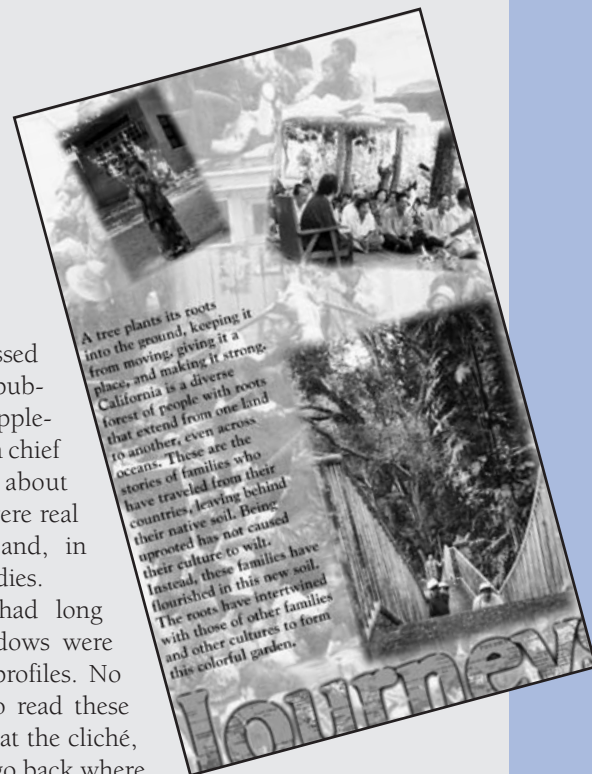 A tree plants its roots
into the ground, keeping it
from moving, giving it a
place, and making it strong.
California is a diverse
forest of people with roots
that extend from one land
to another, even across
oceans. These are the
stories of families who
have traveled from their
countries, leaving behind
their native soil. Being
uprooted has not caused
their culture to wilt.
Instead, these families have
flourished in this new soil.
The roots have intertwined
with those of other families
and other cultures to form
this colorful garden.
Journeys
ssed
pub-
pple-
n chief
about
ere real
and, in
dies.
had long
dows were
profiles. No
o read these
at the cliché,
go back where